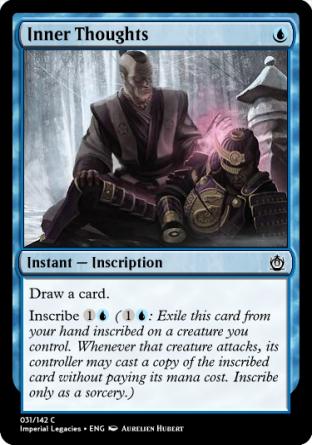 Inner Thoughts
Instant — Inscription
Draw a card.
Inscribe 1 (1: Exile this card from
your hand inscribed on a creature you
control. Whenever that creature attacks, its
controller may cast a copy of the inscribed
card without paying its mana cost. Inscribe
only as a sorcery.)
031/142 C
Imperial Legacies • ENG Aurelien Hubert